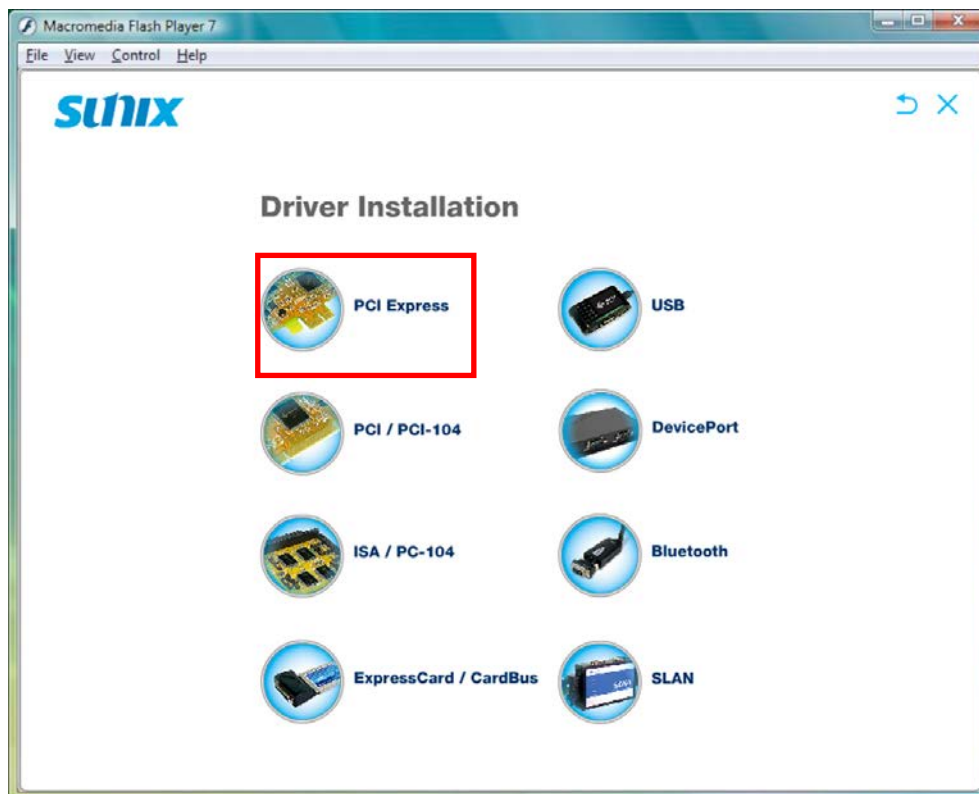 Macromedia Flash Player 7
File View Control Help
SUNIX
Driver Installation
PCI Express
USB
PCI / PCI-104
DevicePort
ISA / PC-104
Bluetooth
ExpressCard / CardBus
SLAN